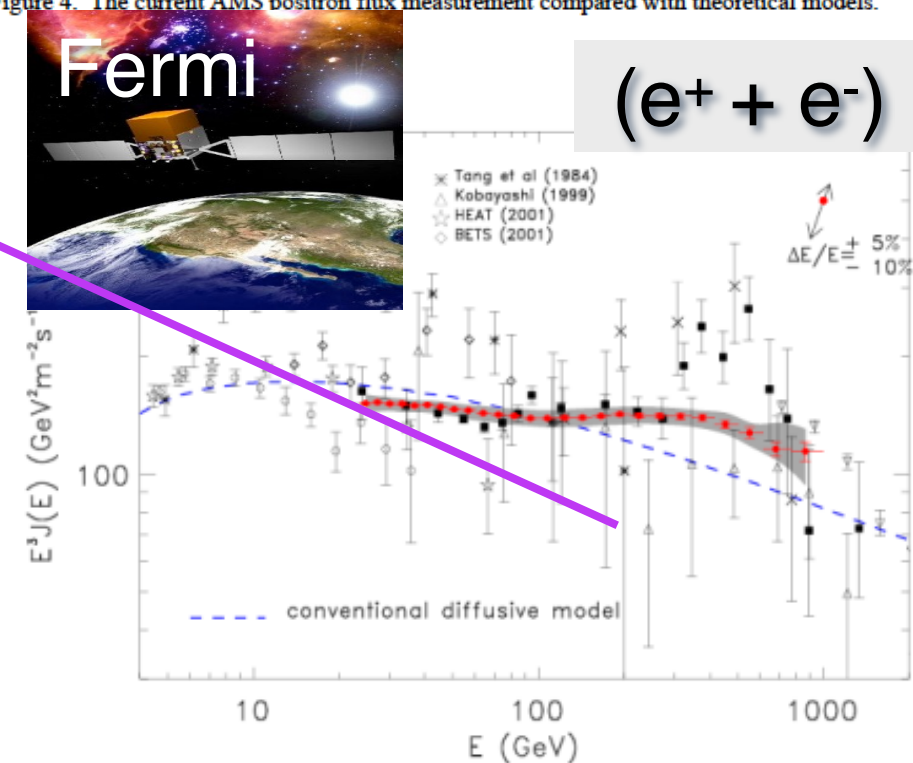 Figure 4. The current AMS positron flux measurement compared with theoretical models.
Fermi
(e⁺ + e⁻)
Tang et al (1984)
Kobayashi (1999)
HEAT (2001)
BETS (2001)
ΔE/E= + 5%
− 10%
E³J(E) (GeV²m⁻²s⁻¹
100
conventional diffusive model
10 100 1000
E (GeV)